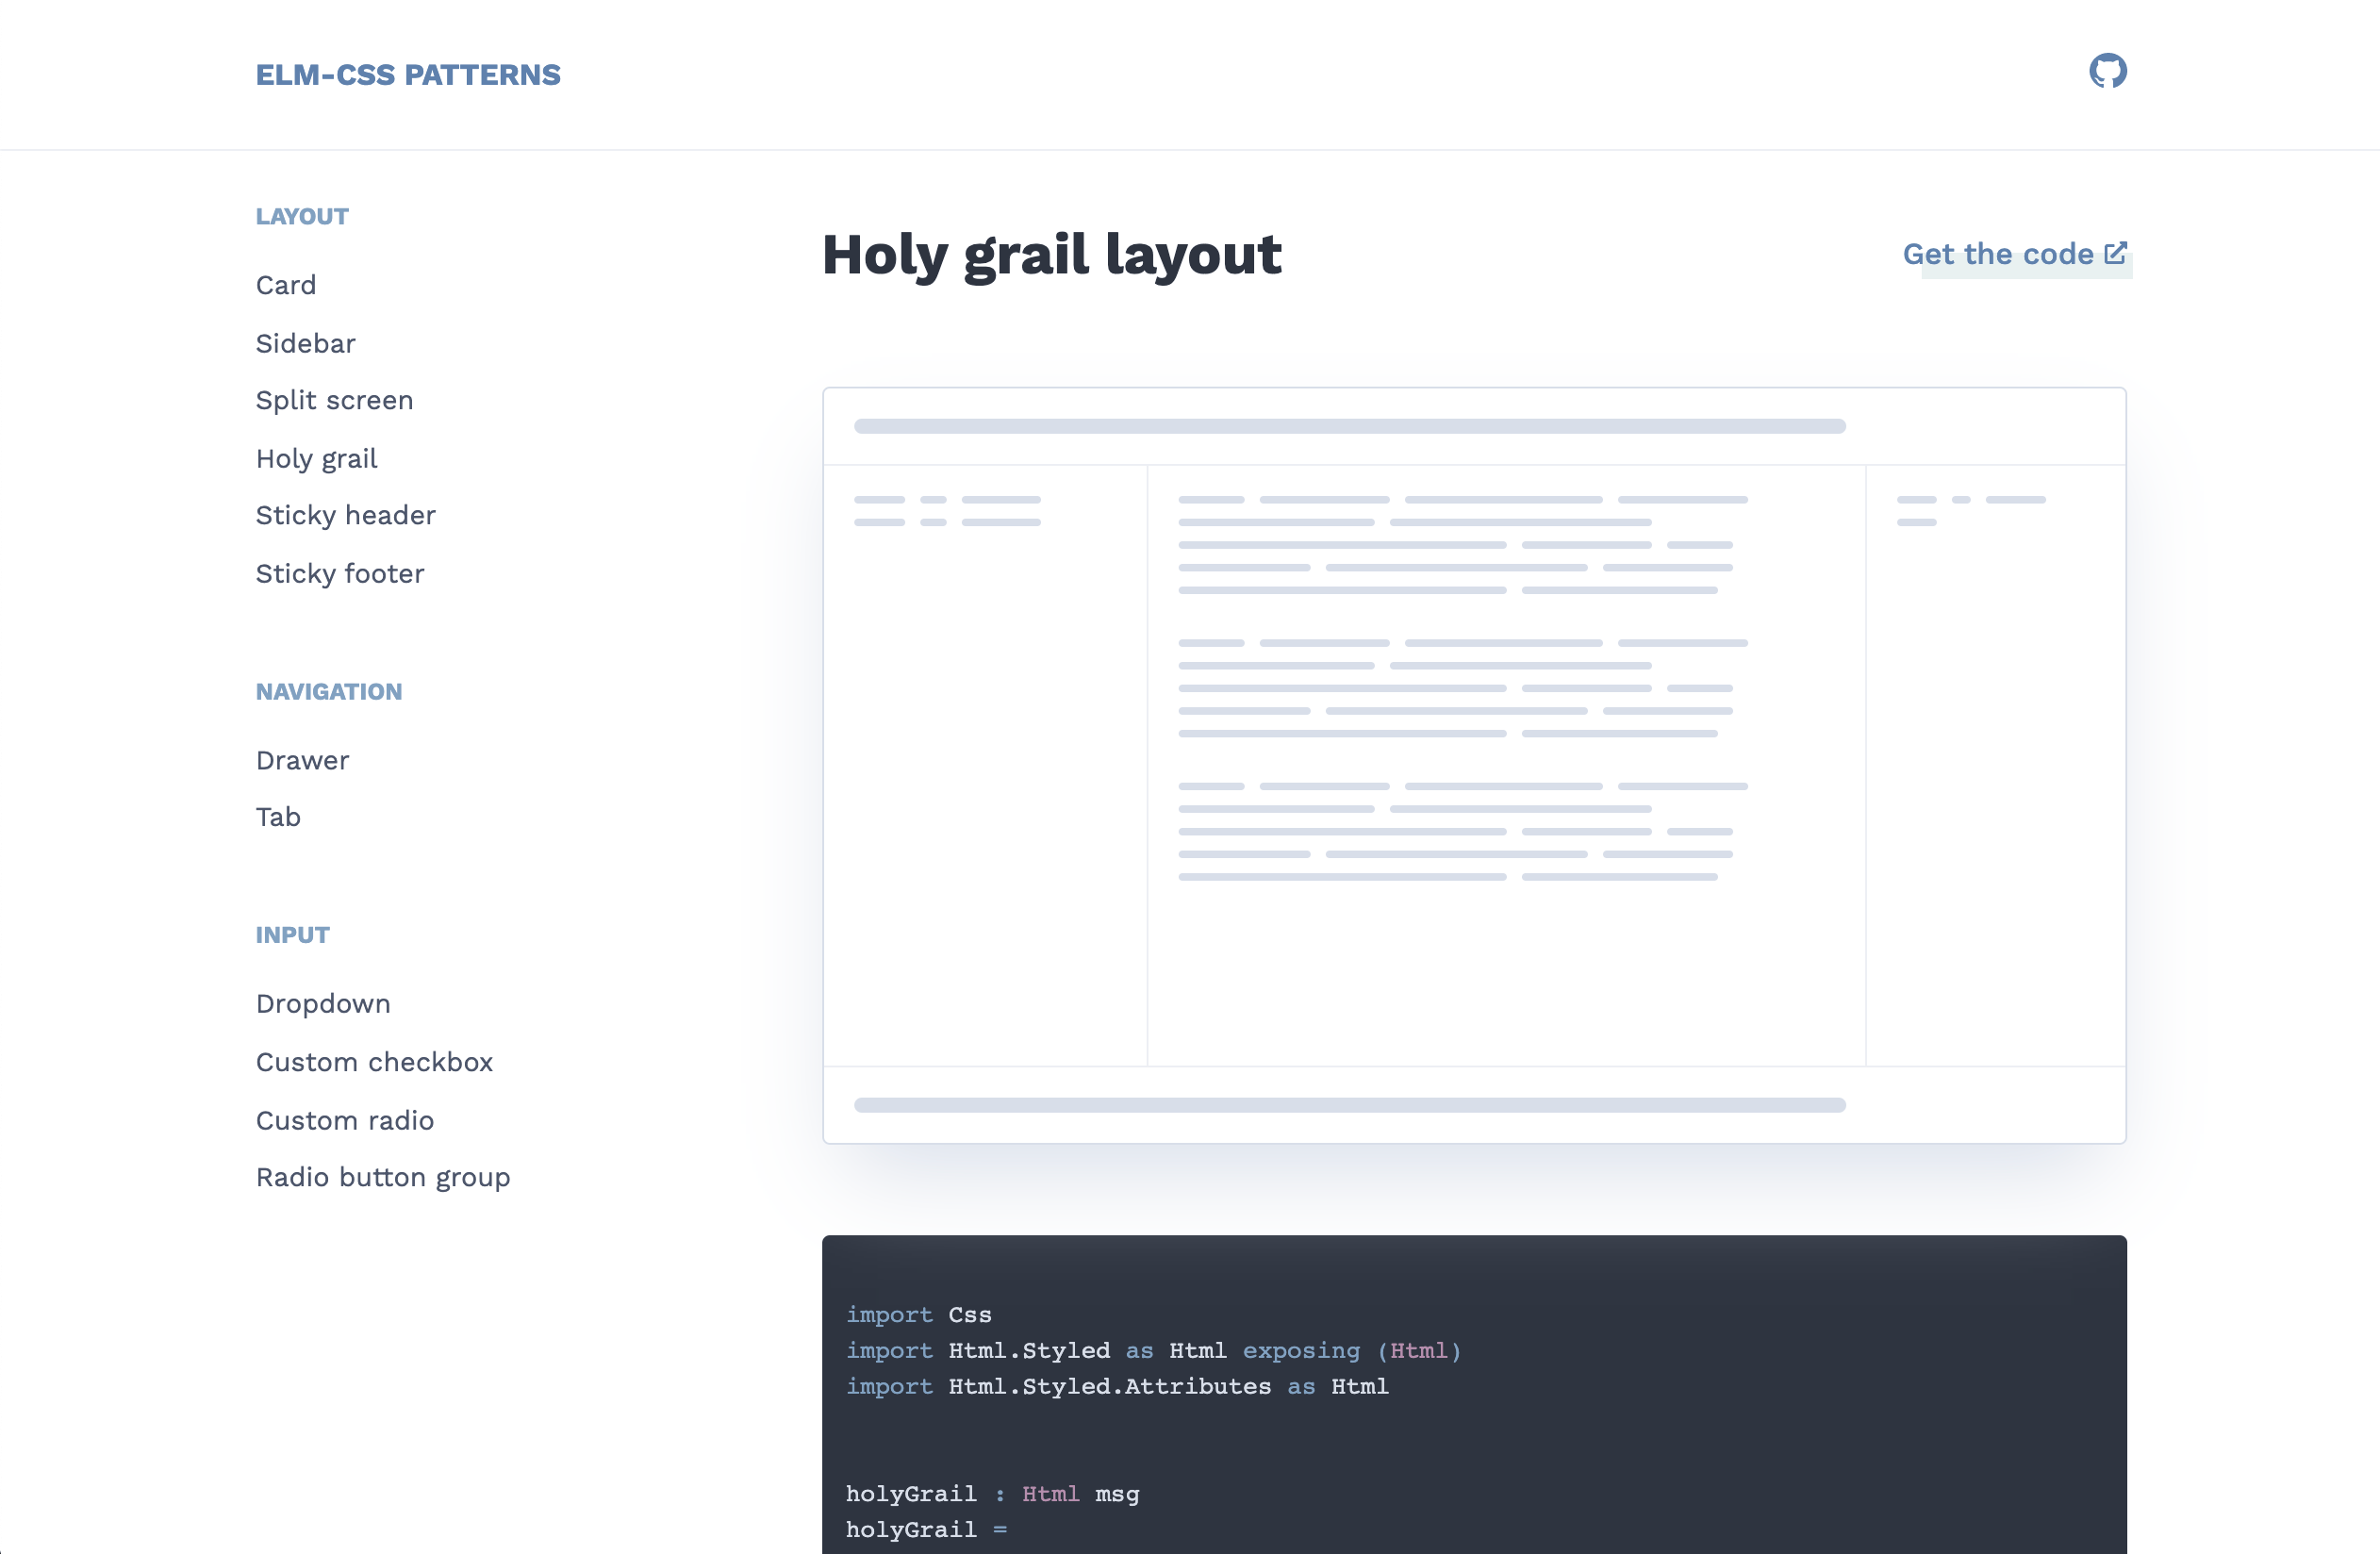 ELM-CSS PATTERNS
LAYOUT
Card
Sidebar
Split screen
Holy grail
Sticky header
Sticky footer
NAVIGATION
Drawer
Tab
INPUT
Dropdown
Custom checkbox
Custom radio
Radio button group
Holy grail layout
Get the code
import Css
import Html.Styled as Html exposing (Html)
import Html.Styled.Attributes as Html
holyGrail : Html msg
holyGrail =